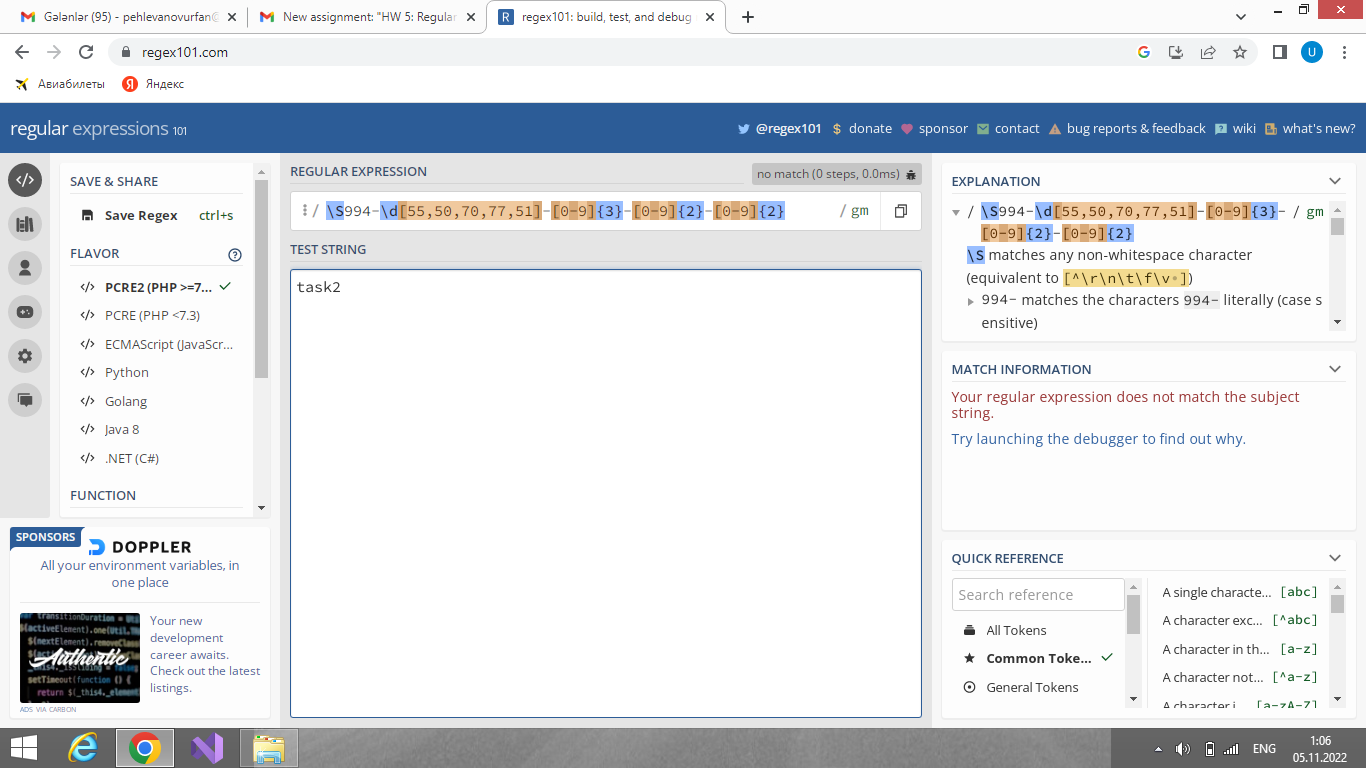 Gələnlər (95) - pehlevanovurfan@
New assignment: "HW 5: Regular
regex101: build, test, and debug
regex101.com
U
Авиабилеты
Яндекс
regular expressions 101
@regex101
$ donate
sponsor
contact
bug reports & feedback
wiki
what's new?
SAVE & SHARE
Save Regex ctrl+s
FLAVOR
PCRE2 (PHP >=7...
PCRE (PHP <7.3)
ECMAScript (JavaScr...
Python
Golang
Java 8
.NET (C#)
FUNCTION
SPONSORS
DOPPLER
All your environment variables, in
one place
Authentic
Your new
development
career awaits.
Check out the latest
listings.
ADS VIA CARBON
REGULAR EXPRESSION
no match (0 steps, 0.0ms)
/ \S994-\d[55,50,70,77,51]-[0-9]{3}-[0-9]{2}-[0-9]{2} / gm
TEST STRING
task2
EXPLANATION
/ \S994-\d[55,50,70,77,51]-[0-9]{3}- / gm
[0-9]{2}-[0-9]{2}
\S matches any non-whitespace character
(equivalent to [^\r\n\t\f\v ])
994- matches the characters 994- literally (case s
ensitive)
MATCH INFORMATION
Your regular expression does not match the subject
string.
Try launching the debugger to find out why.
QUICK REFERENCE
Search reference
All Tokens
Common Toke...
General Tokens
A single characte... [abc]
A character exc... [^abc]
A character in th... [a-z]
A character not... [^a-z]
A character i... [a-zA-Z]
ENG
1:06
05.11.2022